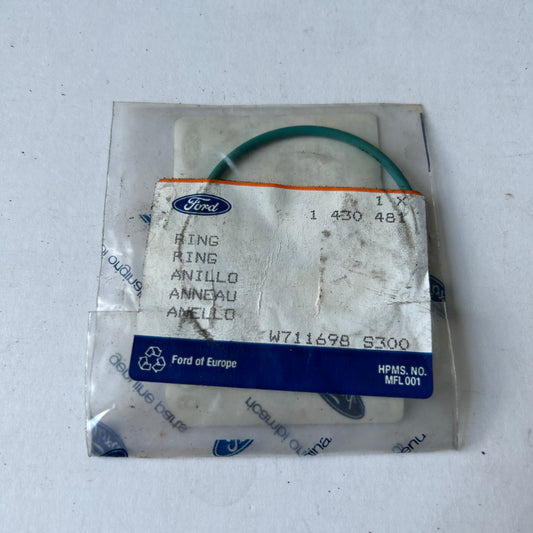 1 X
Ford
1 430 481
RING
RING
ANILLO
ANNEAU
ANELLO
W711698 S300
Ford of Europe
HPMS. NO.
MFL 001